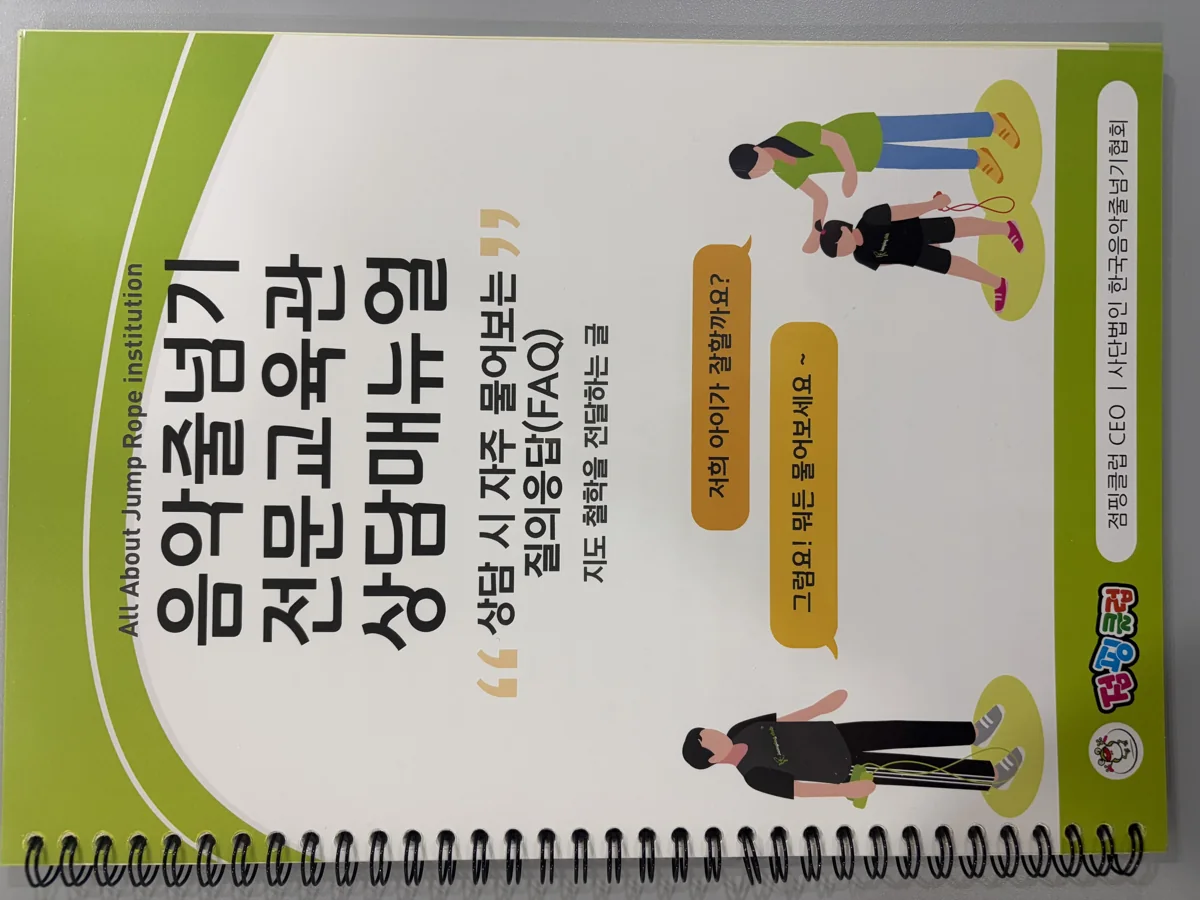 All About Jump Rope institution
음악줄넘기
전문교육관
상담매뉴얼
“ 상담 시 자주 물어보는 ”
질의응답(FAQ)
지도 철학을 전달하는 글
저희 아이가 잘할까요?
그럼요! 뭐든 물어보세요 ~
점핑클럽
점핑클럽 CEO | 사단법인 한국음악줄넘기협회